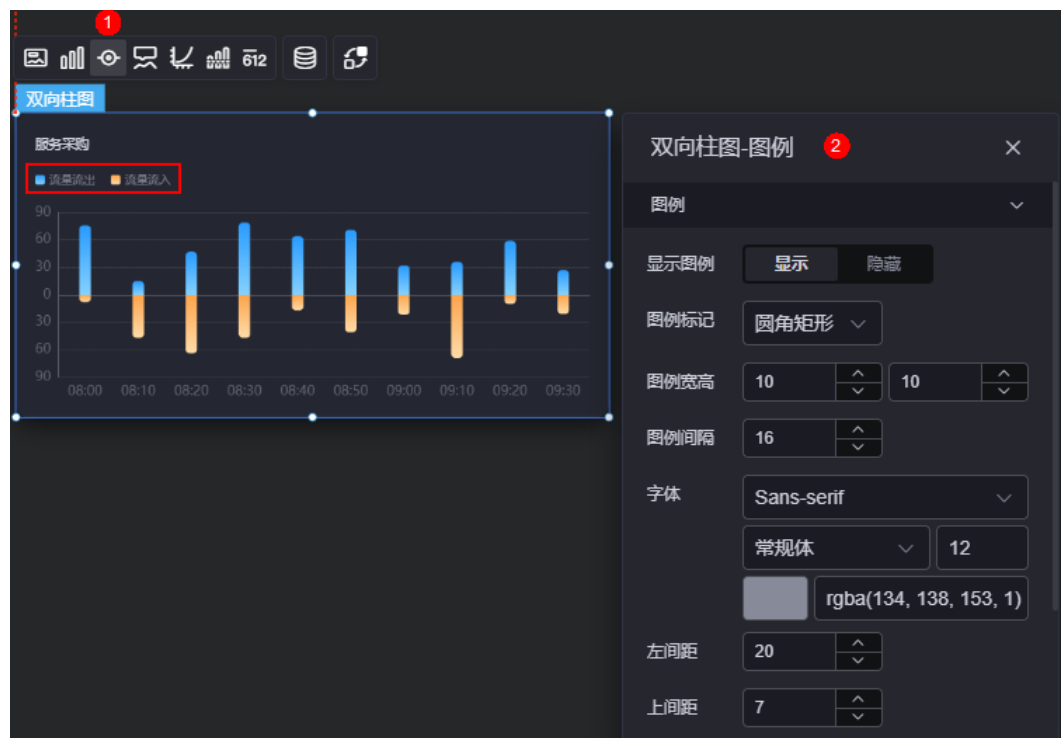 1
612
双向柱图
服务采购
流量流出 流量流入
90
60
30
0
30
60
90
08:00 08:10 08:20 08:30 08:40 08:50 09:00 09:10 09:20 09:30
双向柱图-图例 2
图例
显示图例 显示 隐藏
图例标记 圆角矩形
图例宽高 10 10
图例间隔 16
字体 Sans-serif
常规体 12
rgba(134, 138, 153, 1)
左间距 20
上间距 7